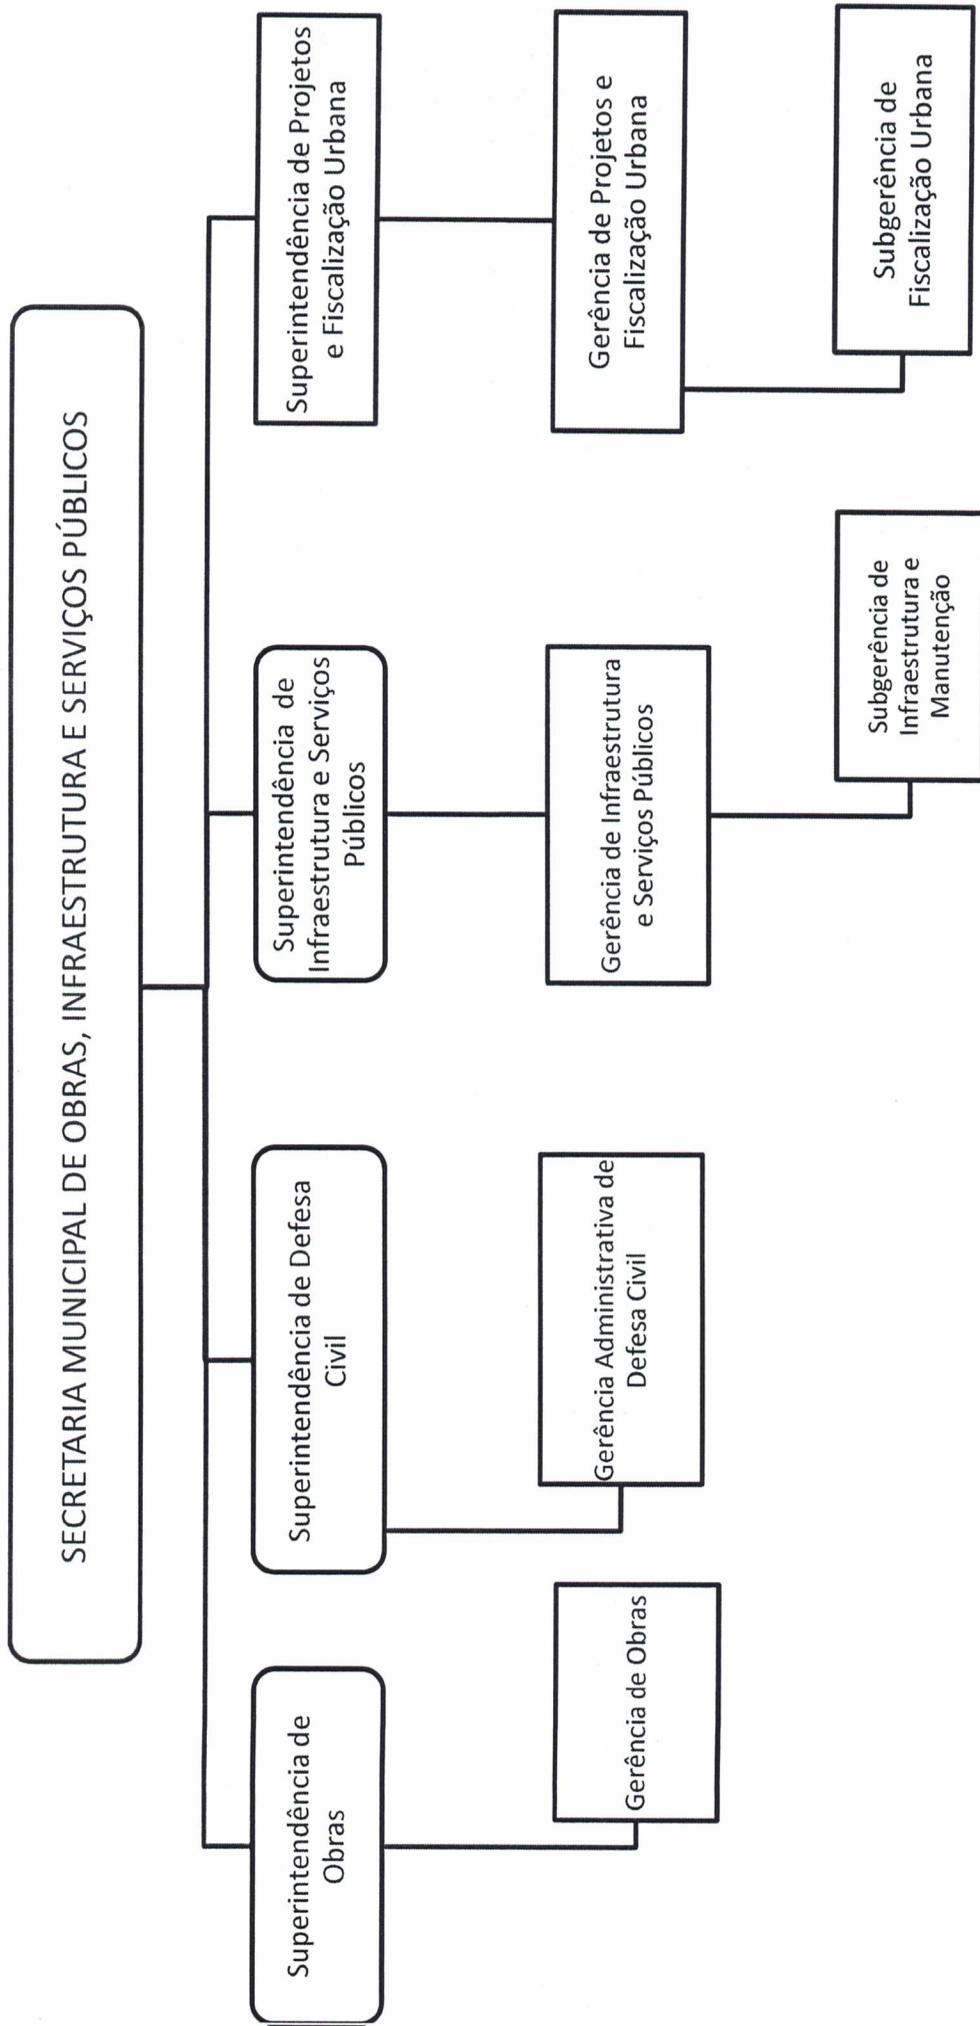 SECRETARIA MUNICIPAL DE OBRAS, INFRAESTRUTURA E SERVIÇOS PÚBLICOS
Superintendência de
Obras
Superintendência de Defesa
Civil
Superintendência de
Infraestrutura e Serviços
Públicos
Superintendência de Projetos
e Fiscalização Urbana
Gerência de Obras
Gerência Administrativa de
Defesa Civil
Gerência de Infraestrutura
e Serviços Públicos
Gerência de Projetos e
Fiscalização Urbana
Subgerência de
Infraestrutura e
Manutenção
Subgerência de
Fiscalização Urbana